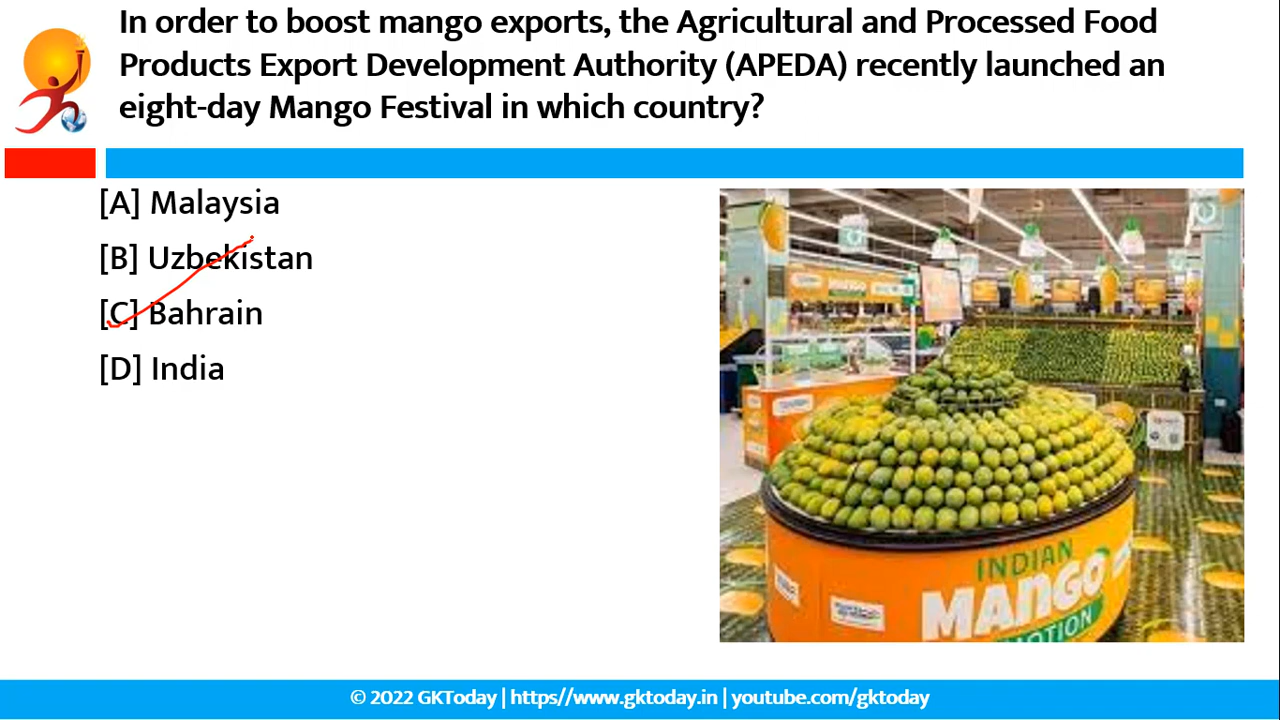 In order to boost mango exports, the Agricultural and Processed Food
Products Export Development Authority (APEDA) recently launched an
eight-day Mango Festival in which country?
[A] Malaysia
[B] Uzbekistan
[C] Bahrain
[D] India
INDIAN
MANGO
© 2022 GKToday | https//www.gktoday.in | youtube.com/gktoday